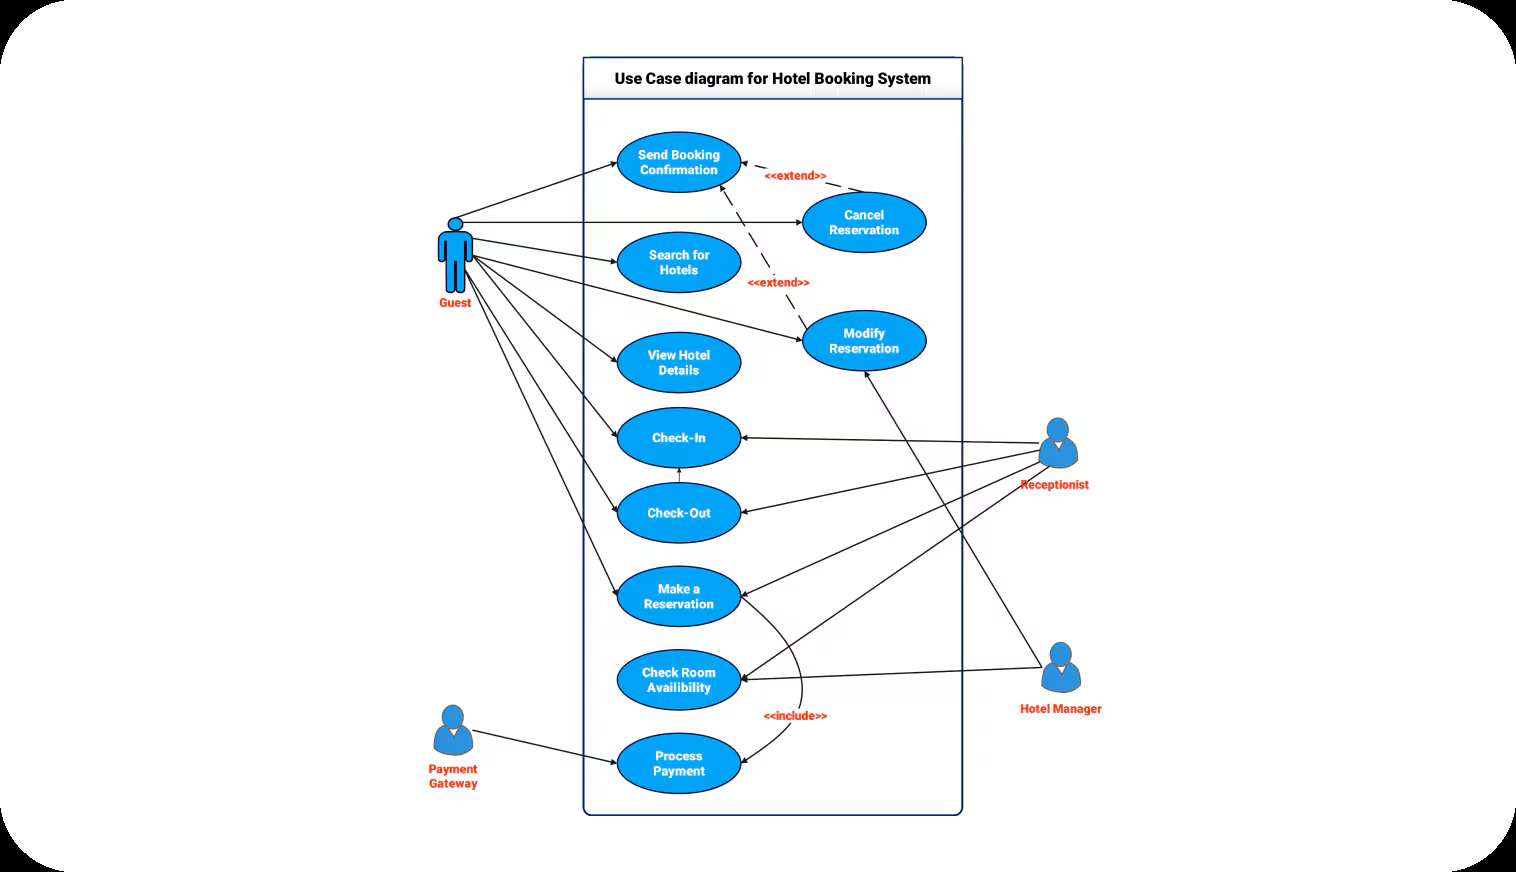 Use Case diagram for Hotel Booking System
Send Booking
Confirmation
<<extend>>
Cancel
Reservation
Search for
Hotels
<<extend>>
Guest
Modify
Reservation
View Hotel
Details
Check-In
Receptionist
Check-Out
Make a
Reservation
Check Room
Availibility
Hotel Manager
<<include>>
Process
Payment
Payment
Gateway